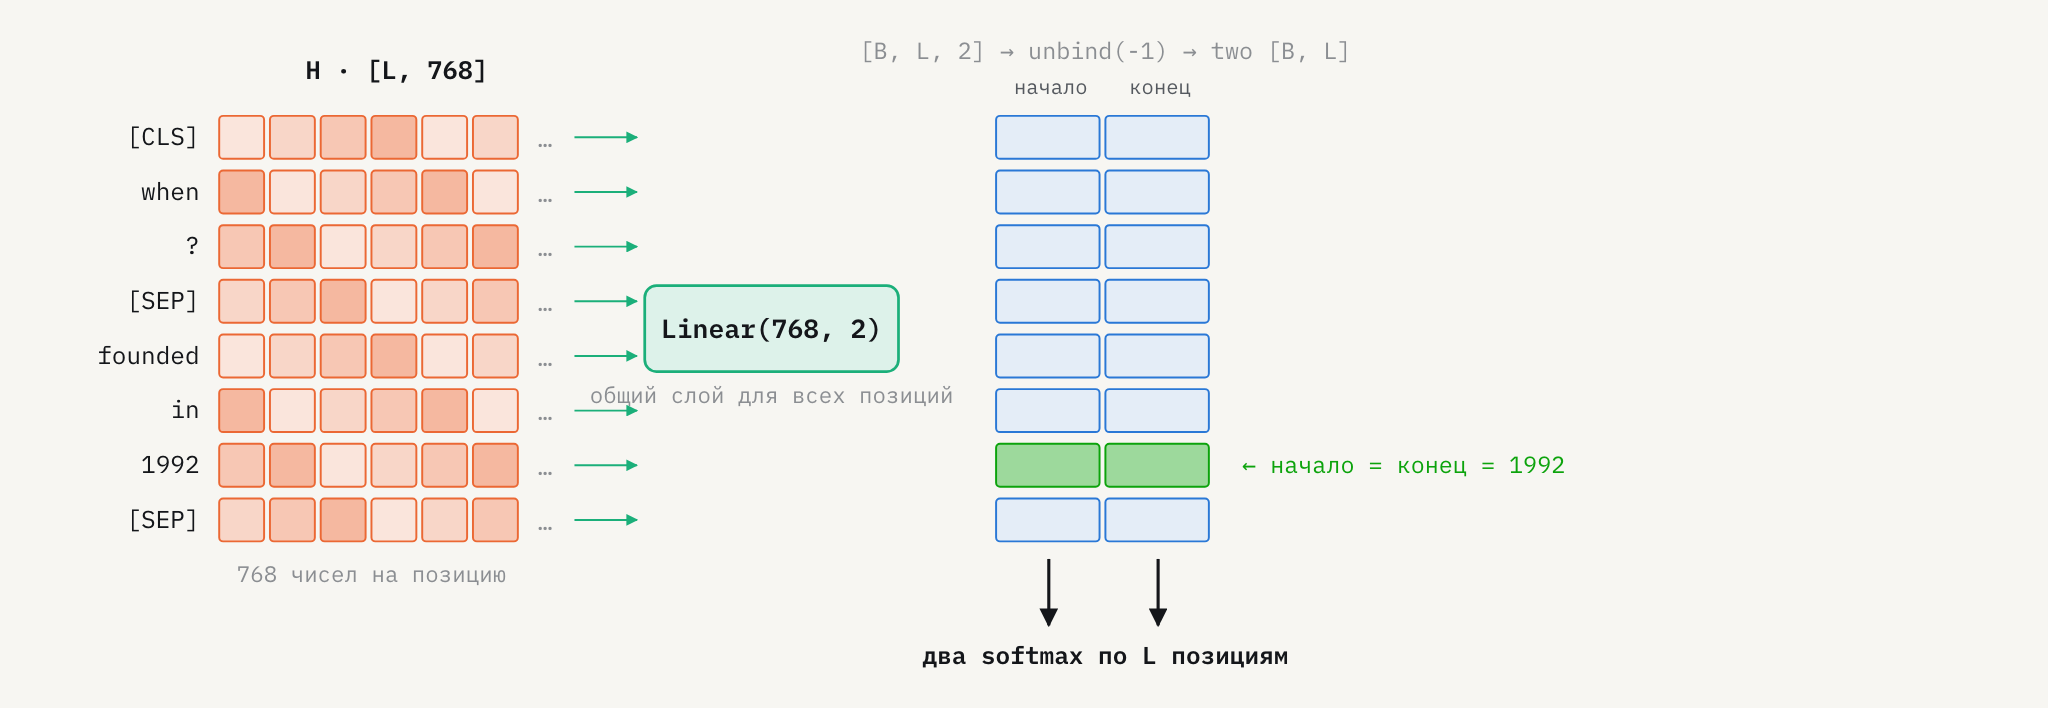 H · [L, 768]
[B, L, 2] → unbind(-1) → two [B, L]
начало конец
[CLS] …
when …
? …
[SEP] …
founded …
in …
1992 …
[SEP] …
Linear(768, 2)
общий слой для всех позиций
← начало = конец = 1992
768 чисел на позицию
два softmax по L позициям